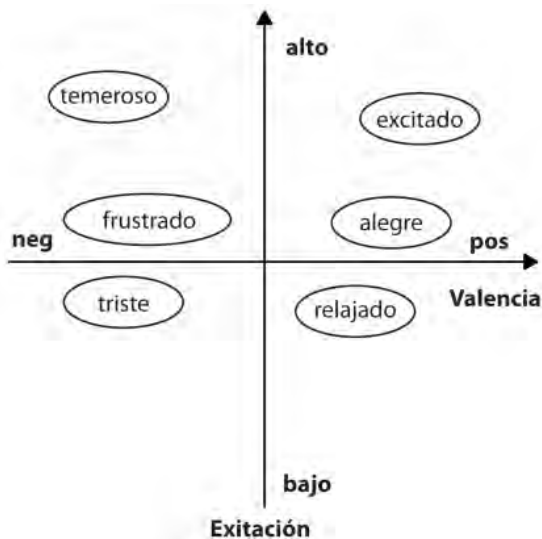 alto
temeroso
excitado
frustrado
alegre
neg
pos
triste
relajado
Valencia
bajo
Exitación